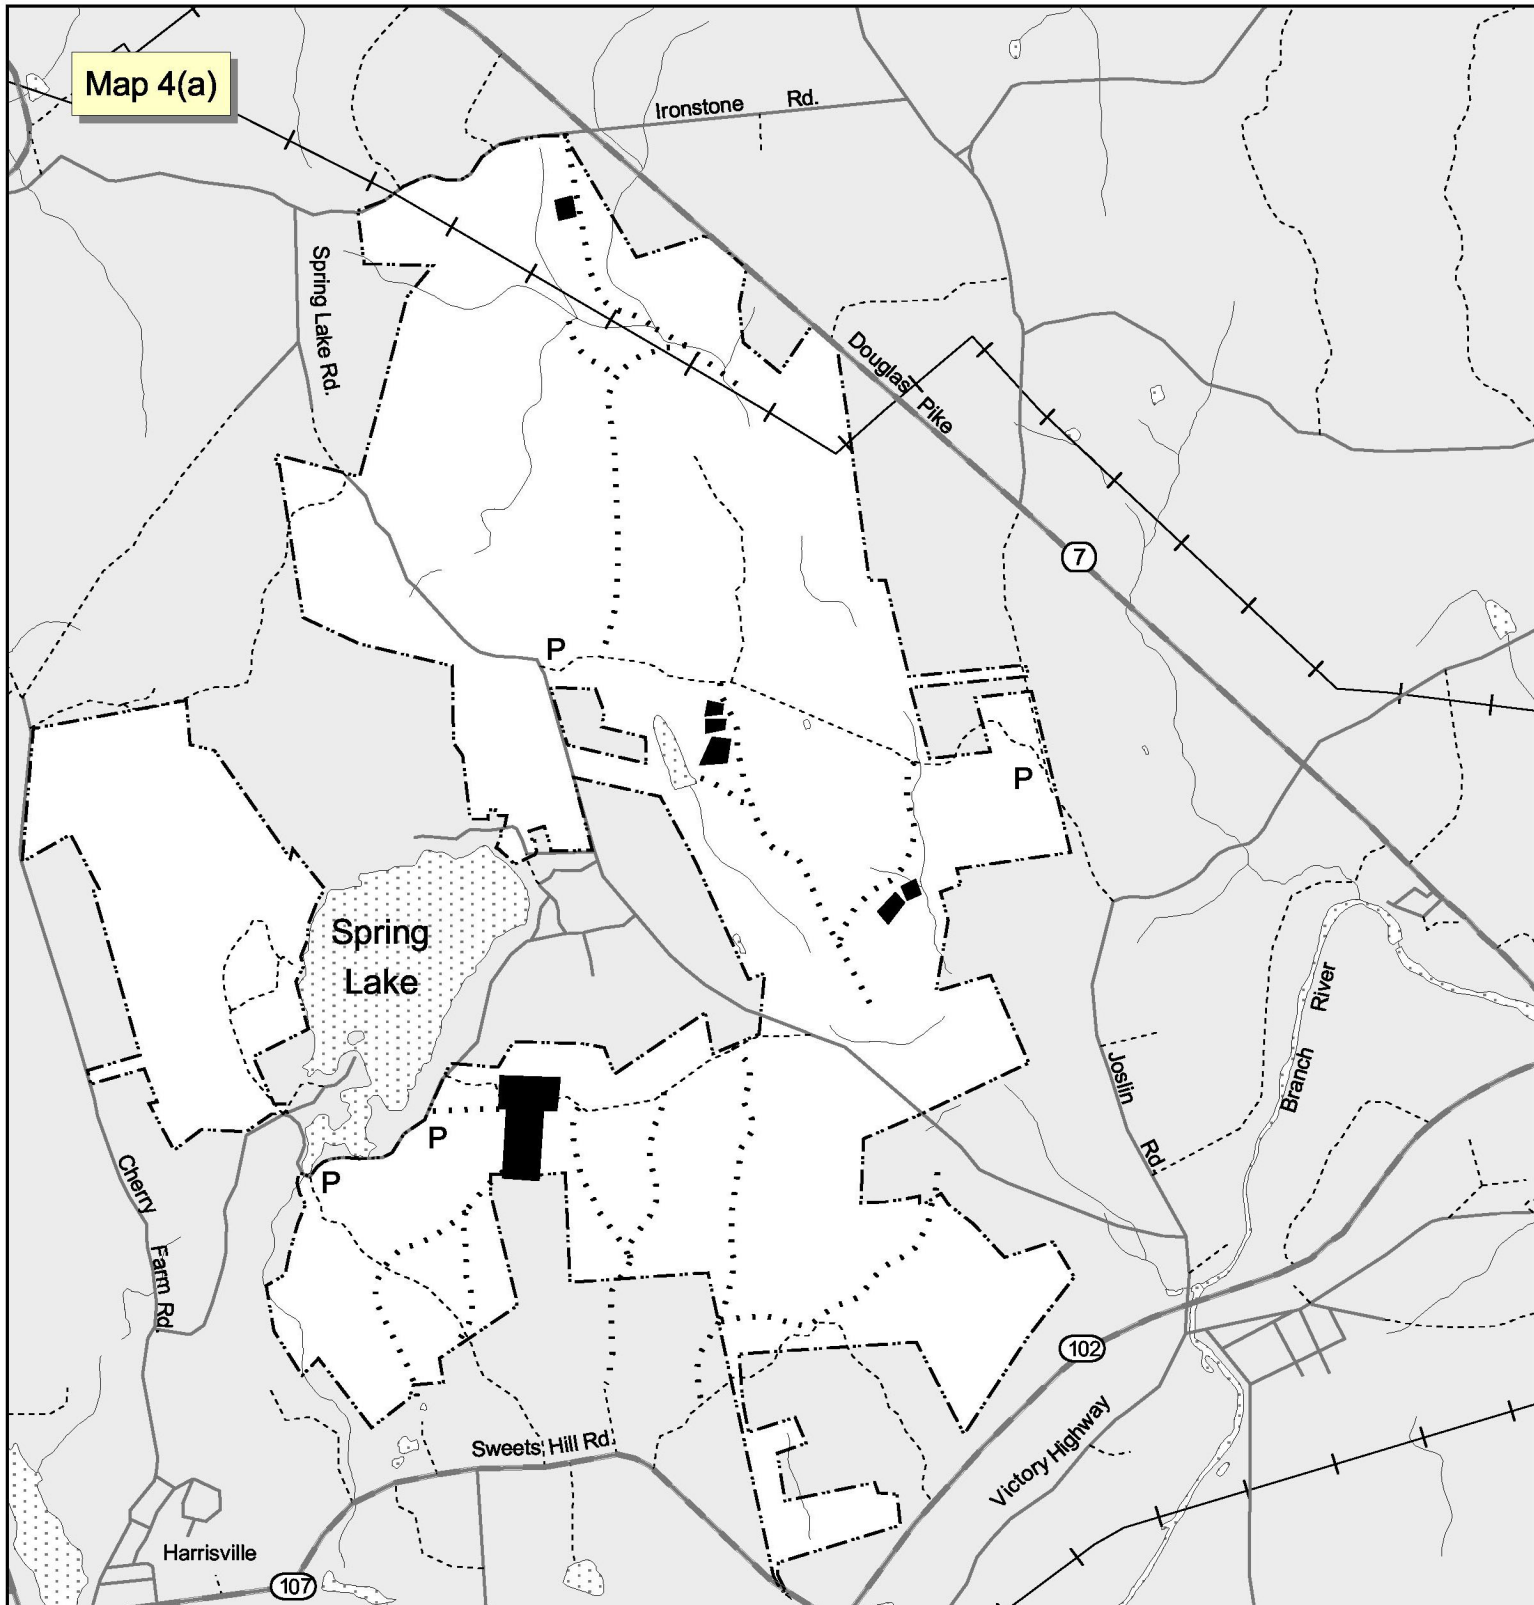 Map 4(a)
Ironstone Rd.
Spring Lake Rd.
Douglas Pike
7
P
P
Spring
Lake
Branch River
Joslin Rd
P
P
Cherry Farm Rd.
102
Victory Highway
Sweets Hill Rd.
Harrisville
107